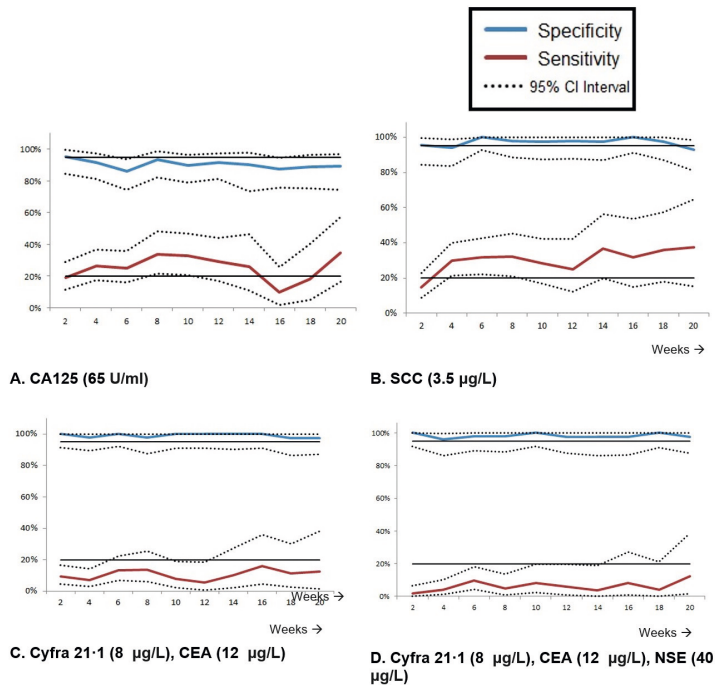 Specificity
Sensitivity
95% CI Interval
100%
80%
60%
40%
20%
0%
2 4 6 8 10 12 14 16 18 20
A. CA125 (65 U/ml)
100%
80%
60%
40%
20%
0%
2 4 6 8 10 12 14 16 18 20
Weeks →
B. SCC (3.5 µg/L)
100%
80%
60%
40%
20%
0%
2 4 6 8 10 12 14 16 18 20
Weeks →
Weeks →
C. Cyfra 21·1 (8 µg/L), CEA (12 µg/L)
100%
80%
60%
40%
20%
0%
2 4 6 8 10 12 14 16 18 20
Weeks →
D. Cyfra 21·1 (8 µg/L), CEA (12 µg/L), NSE (40
µg/L)